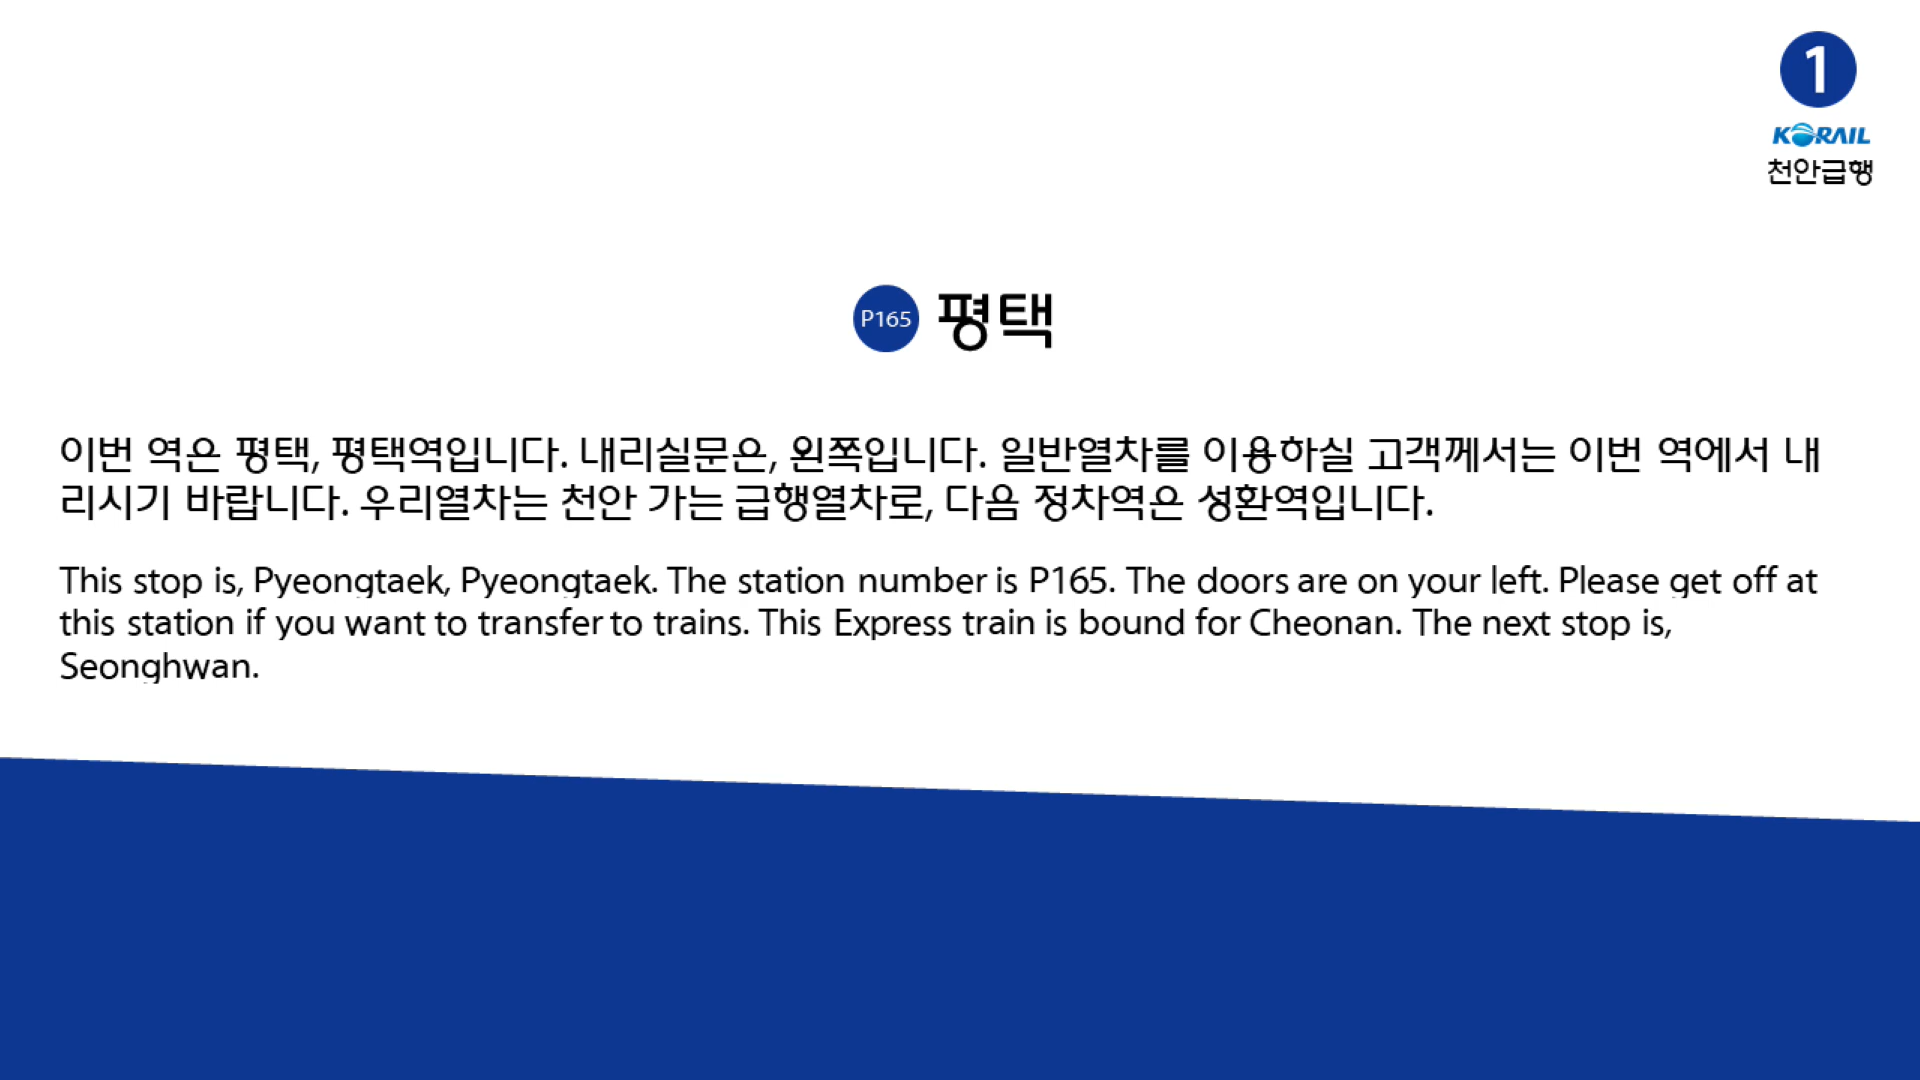 1
KORAIL
천안급행
P165 평택
이번 역은 평택, 평택역입니다. 내리실문은, 왼쪽입니다. 일반열차를 이용하실 고객께서는 이번 역에서 내
리시기 바랍니다. 우리열차는 천안 가는 급행열차로, 다음 정차역은 성환역입니다.
This stop is, Pyeongtaek, Pyeongtaek. The station number is P165. The doors are on your left. Please get off at
this station if you want to transfer to trains. This Express train is bound for Cheonan. The next stop is,
Seonghwan.